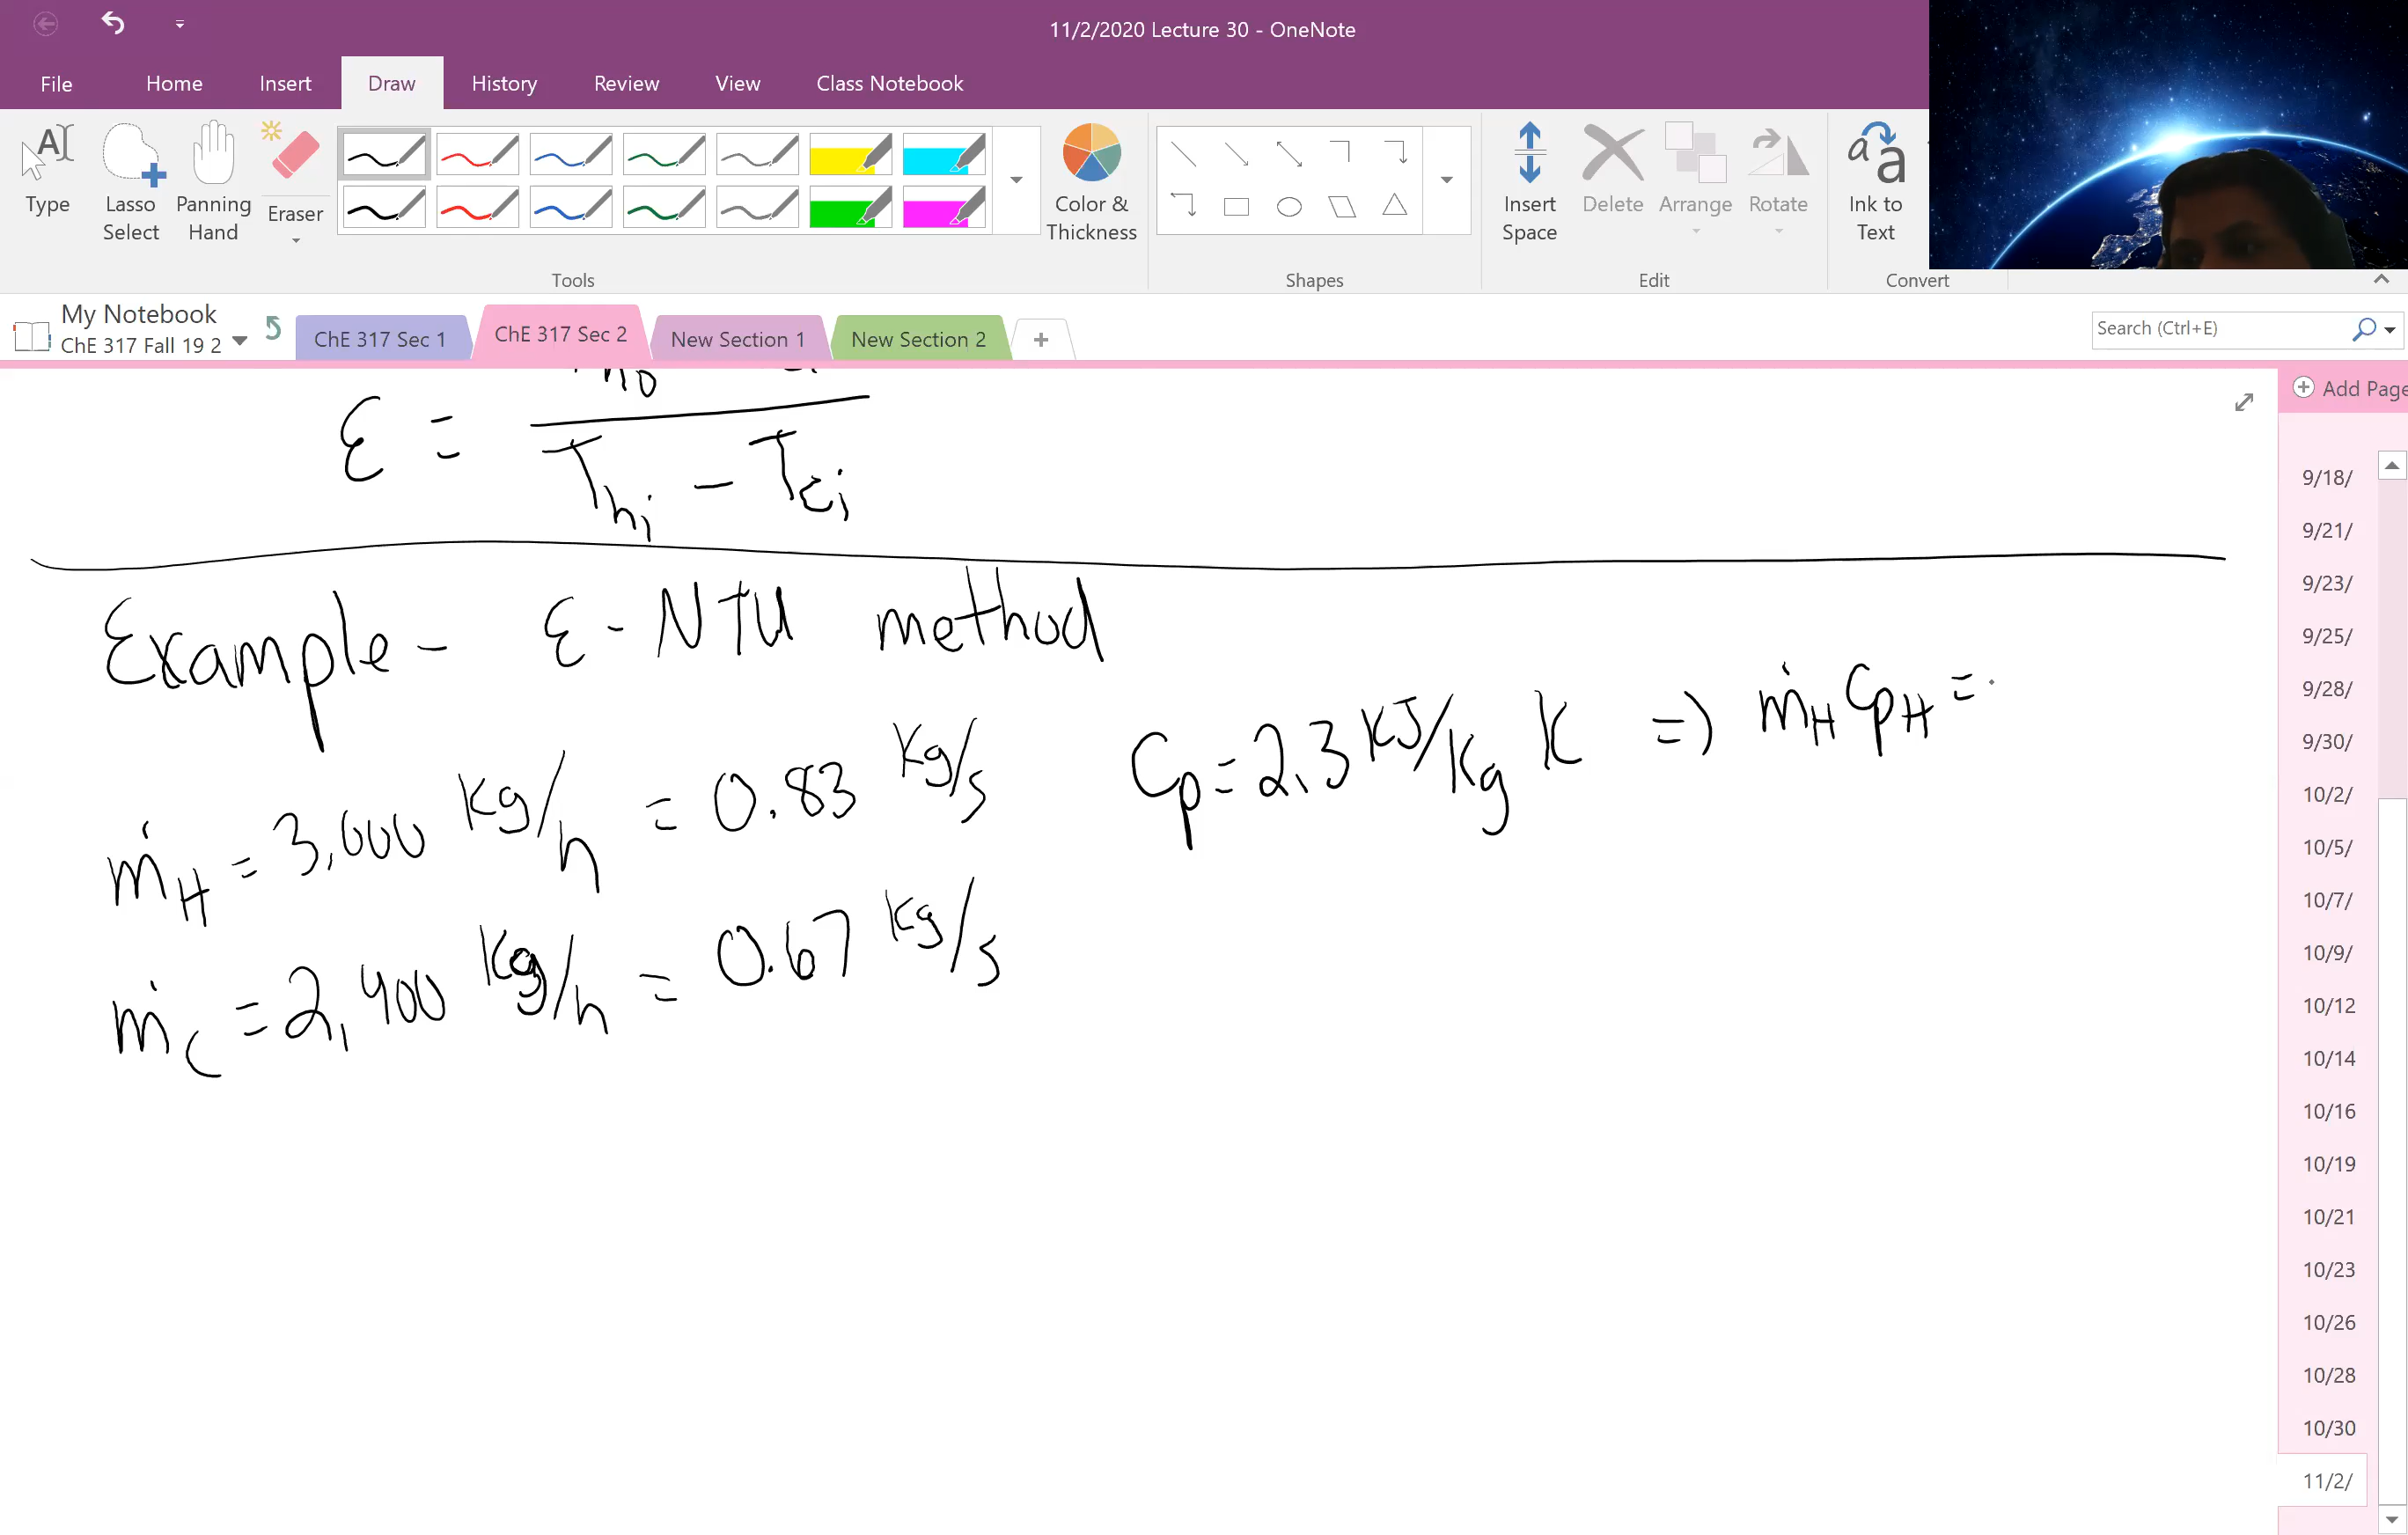 11/2/2020 Lecture 30 - OneNote
File Home Insert Draw History Review View Class Notebook
Type
Lasso Select
Panning Hand
Eraser
Color & Thickness
Insert Space
Delete
Arrange
Rotate
Ink to Text
Tools
Shapes
Edit
Convert
My Notebook
ChE 317 Fall 19 2
ChE 317 Sec 1
ChE 317 Sec 2
New Section 1
New Section 2
Search (Ctrl+E)
Add Page
ε = / T_hi - T_ci
Example - ε - NTU method
ṁ_H = 3,000 kg/h = 0.83 kg/s
Cp = 2.3 KJ/Kg K => ṁ_H Cp_H =
ṁ_C = 2,400 kg/h = 0.67 kg/s
9/18/
9/21/
9/23/
9/25/
9/28/
9/30/
10/2/
10/5/
10/7/
10/9/
10/12
10/14
10/16
10/19
10/21
10/23
10/26
10/28
10/30
11/2/